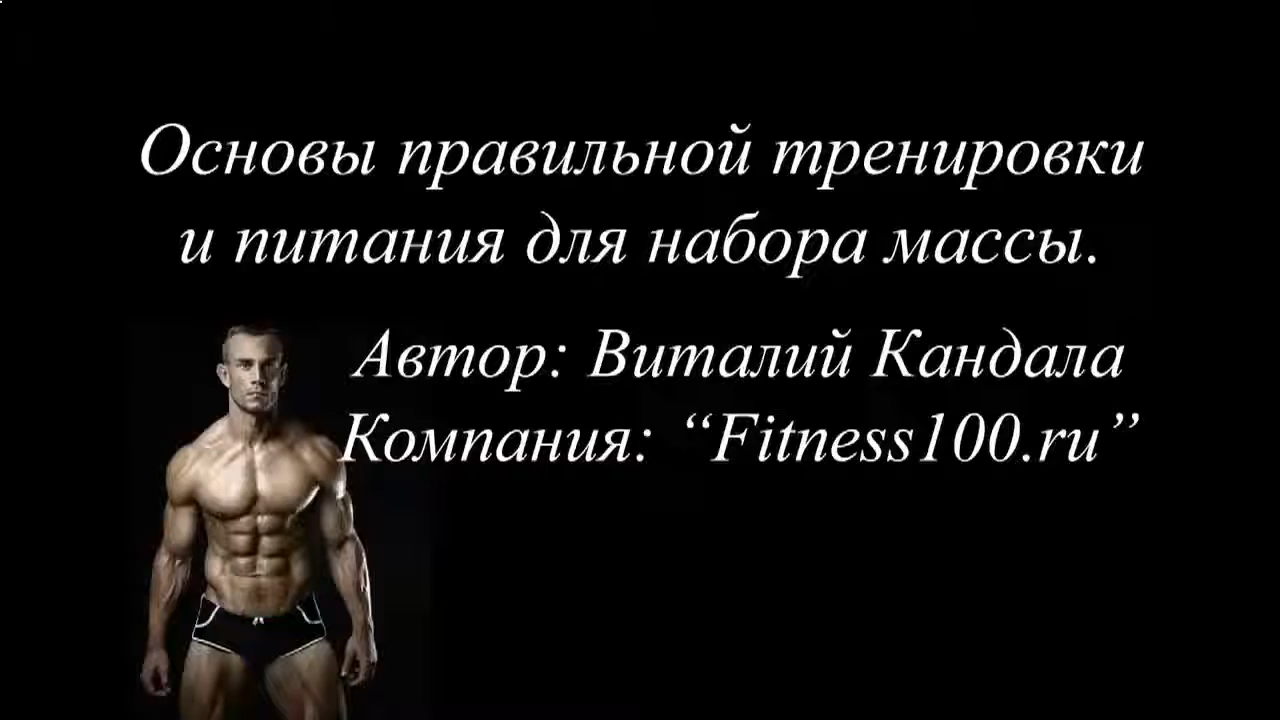 Основы правильной тренировки
и питания для набора массы.
Автор: Виталий Кандала
Компания: “Fitness100.ru”